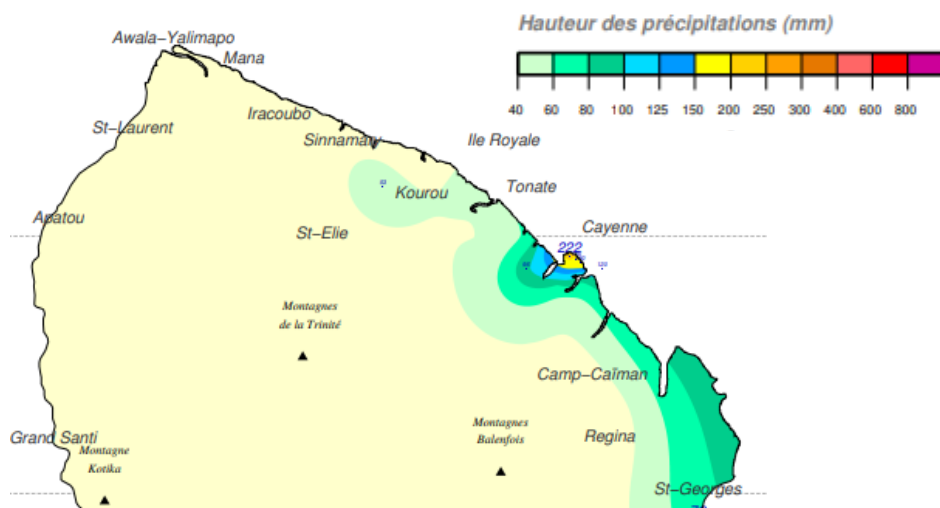 Hauteur des précipitations (mm)
40 60 80 100 125 150 200 250 300 400 600 800
Awala−Yalimapo
Mana
Iracoubo
St−Laurent
Sinnamary
Ile Royale
Kourou
Tonate
Apatou
St−Elie
Cayenne
222
Montagnes
de la Trinité
Camp−Caïman
Montagnes
Balenfois
Regina
Grand Santi
Montagne
Kotika
St−Georges